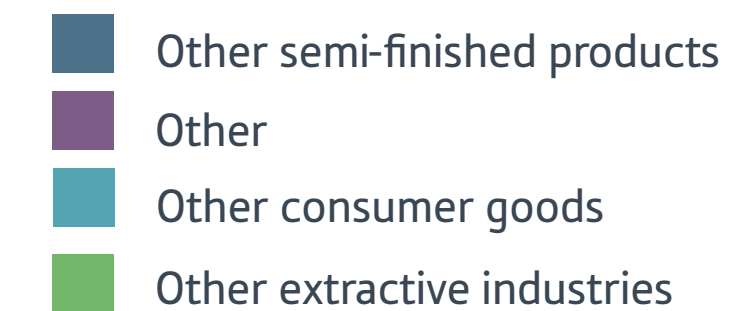 Other semi-finished products
Other
Other consumer goods
Other extractive industries